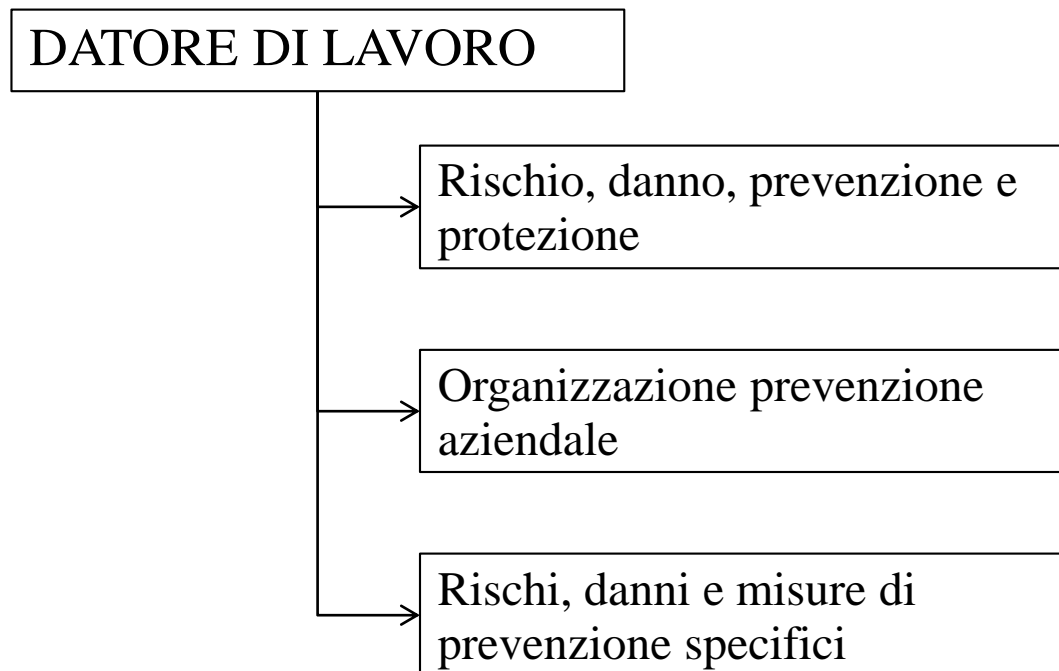 DATORE DI LAVORO
Rischio, danno, prevenzione e
protezione
Organizzazione prevenzione
aziendale
Rischi, danni e misure di
prevenzione specifici